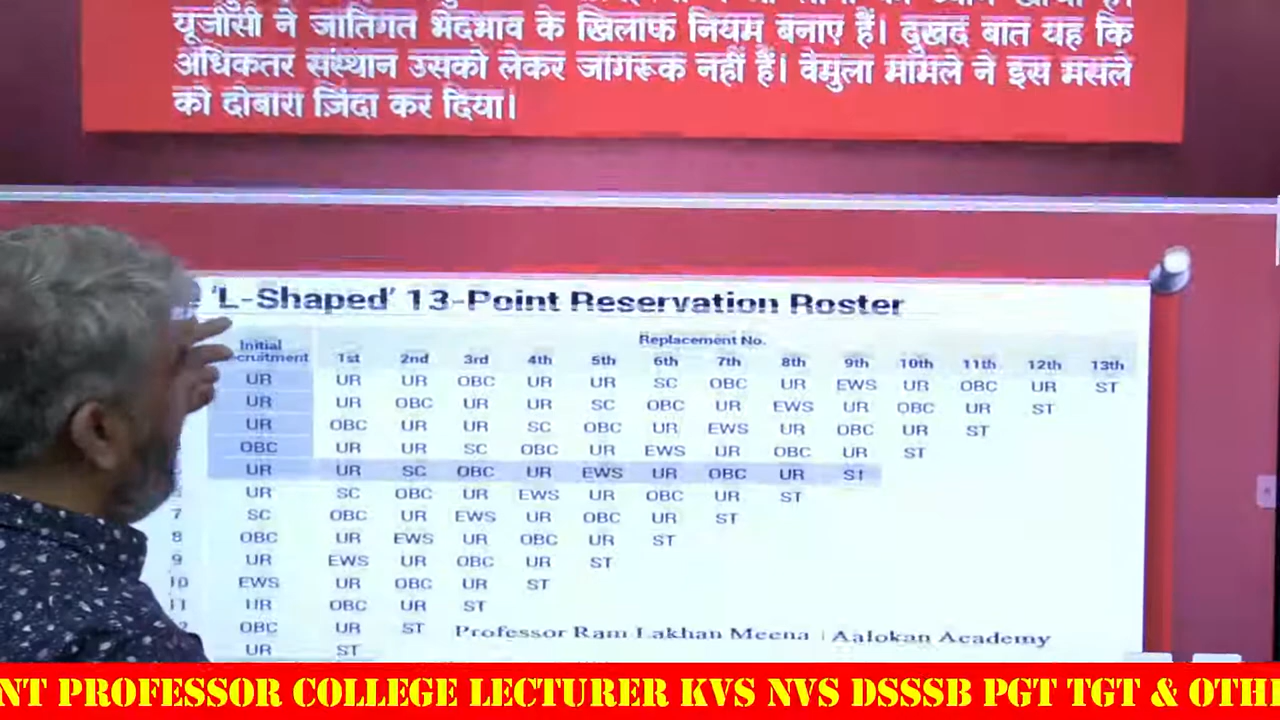 यूजीसी ने जातिगत भेदभाव के खिलाफ नियम बनाए हैं। दुखद बात यह कि
अधिकतर संस्थान उसको लेकर जागरूक नहीं हैं। वेमुला मामले ने इस मसले
को दोबारा ज़िंदा कर दिया।
'L-Shaped' 13-Point Reservation Roster
Initial Replacement No.
cruitment 1st 2nd 3rd 4th 5th 6th 7th 8th 9th 10th 11th 12th 13th
UR UR UR OBC UR UR SC OBC UR EWS UR OBC UR ST
UR UR OBC UR UR SC OBC UR EWS UR OBC UR ST
UR OBC UR UR SC OBC UR EWS UR OBC UR ST
OBC UR UR SC OBC UR EWS UR OBC UR ST
UR UR SC OBC UR EWS UR OBC UR ST
UR SC OBC UR EWS UR OBC UR ST
7 SC OBC UR EWS UR OBC UR ST
8 OBC UR EWS UR OBC UR ST
9 UR EWS UR OBC UR ST
10 EWS UR OBC UR ST
11 UR OBC UR ST
2 OBC UR ST Professor Ram Lakhan Meena | Aalokan Academy
UR ST
NT PROFESSOR COLLEGE LECTURER KVS NVS DSSSB PGT TGT & OTH